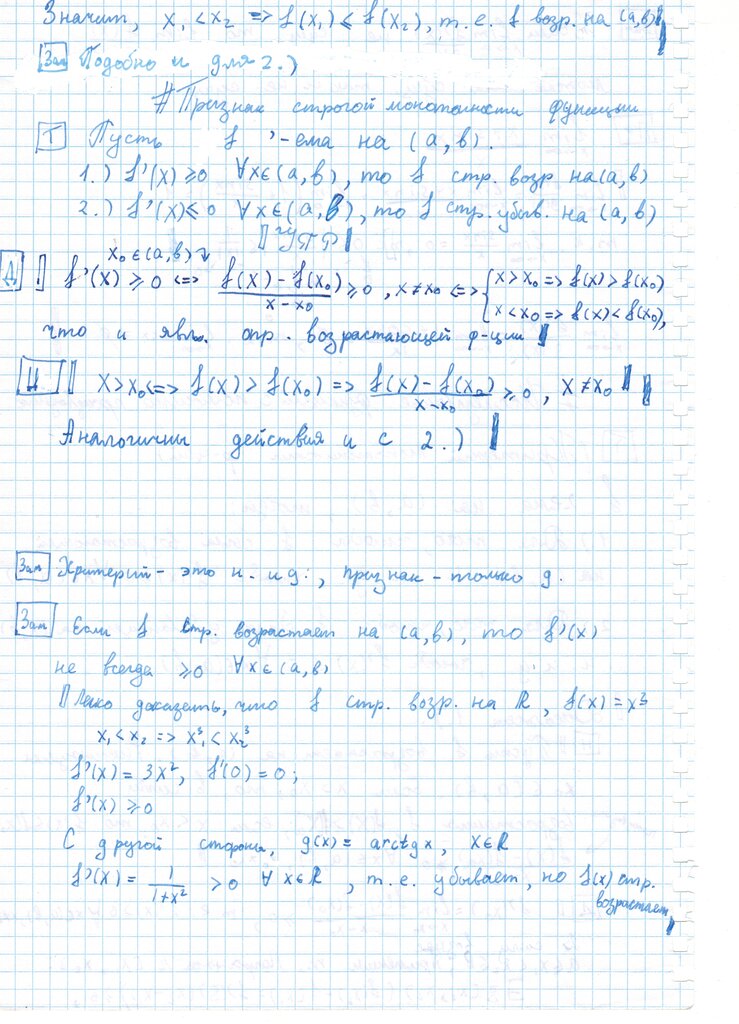 Значит, x₁ < x₂ => f(x₁) ≤ f(x₂), т.е. f возр. на (a,b)
Зам Подобно и для 2.)
# Признак строгой монотонности функции
Т Пусть f '-ема на (a, b).
1.) f'(x) ≥ 0 ∀x∈(a, b), то f стр. возр на (a, b)
2.) f'(x) ≤ 0 ∀x∈(a, b), то f стр. убыв. на (a, b)
x₀ ∈ (a, b)
Д f'(x) ≥ 0 <=> (f(x) - f(x₀))/(x - x₀) ≥ 0, x ≠ x₀ <=> { x > x₀ => f(x) > f(x₀)
x < x₀ => f(x) < f(x₀),
что и явл. опр. возрастающей ф-ции
Н x > x₀ <=> f(x) > f(x₀) => (f(x) - f(x₀))/(x - x₀) ≥ 0, x ≠ x₀
Аналогичны действия и с 2.)
Зам Критерий - это н. и д., признак - только д.
Зам Если f стр. возрастает на (a, b), то f'(x)
не всегда ≥ 0 ∀x∈(a, b)
Легко доказать, что f стр. возр. на ℝ, f(x) = x³
x₁ < x₂ => x₁³ < x₂³
f'(x) = 3x², f'(0) = 0;
f'(x) ≥ 0
С другой стороны, g(x) = arctg x, x∈ℝ
f'(x) = 1/(1+x²) > 0 ∀ x∈ℝ, т.е. убывает, но f(x) стр.
возрастает,